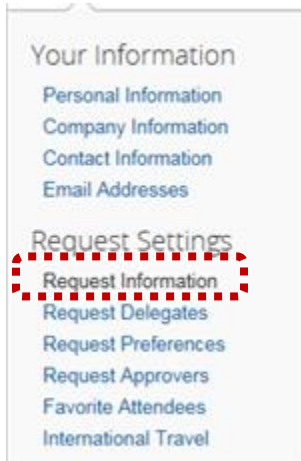 Your Information
Personal Information
Company Information
Contact Information
Email Addresses
Request Settings
Request Information
Request Delegates
Request Preferences
Request Approvers
Favorite Attendees
International Travel